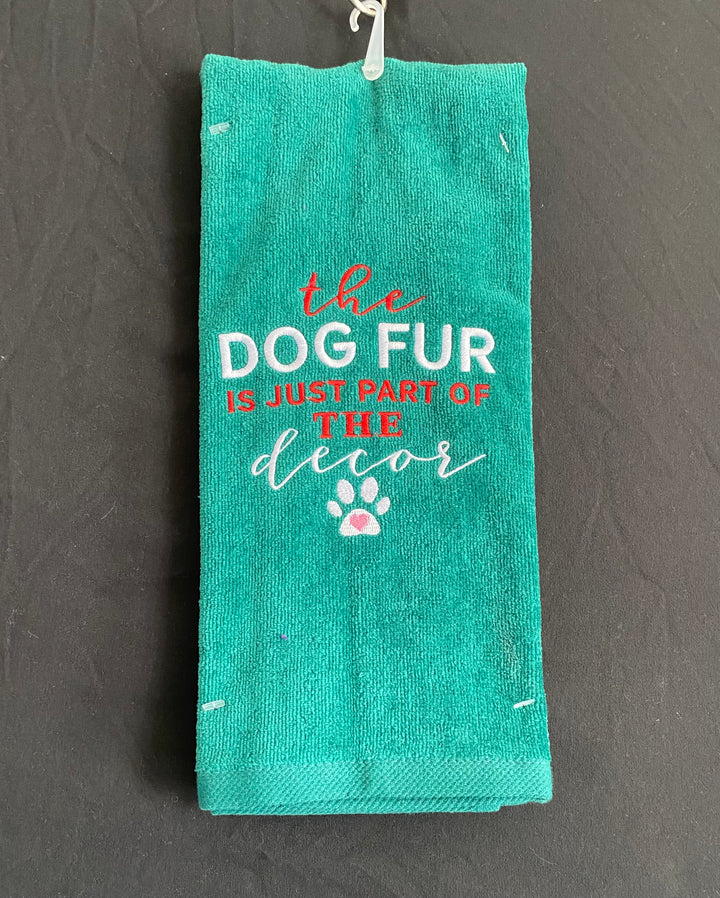 the
DOG FUR
IS JUST PART OF
THE
decor